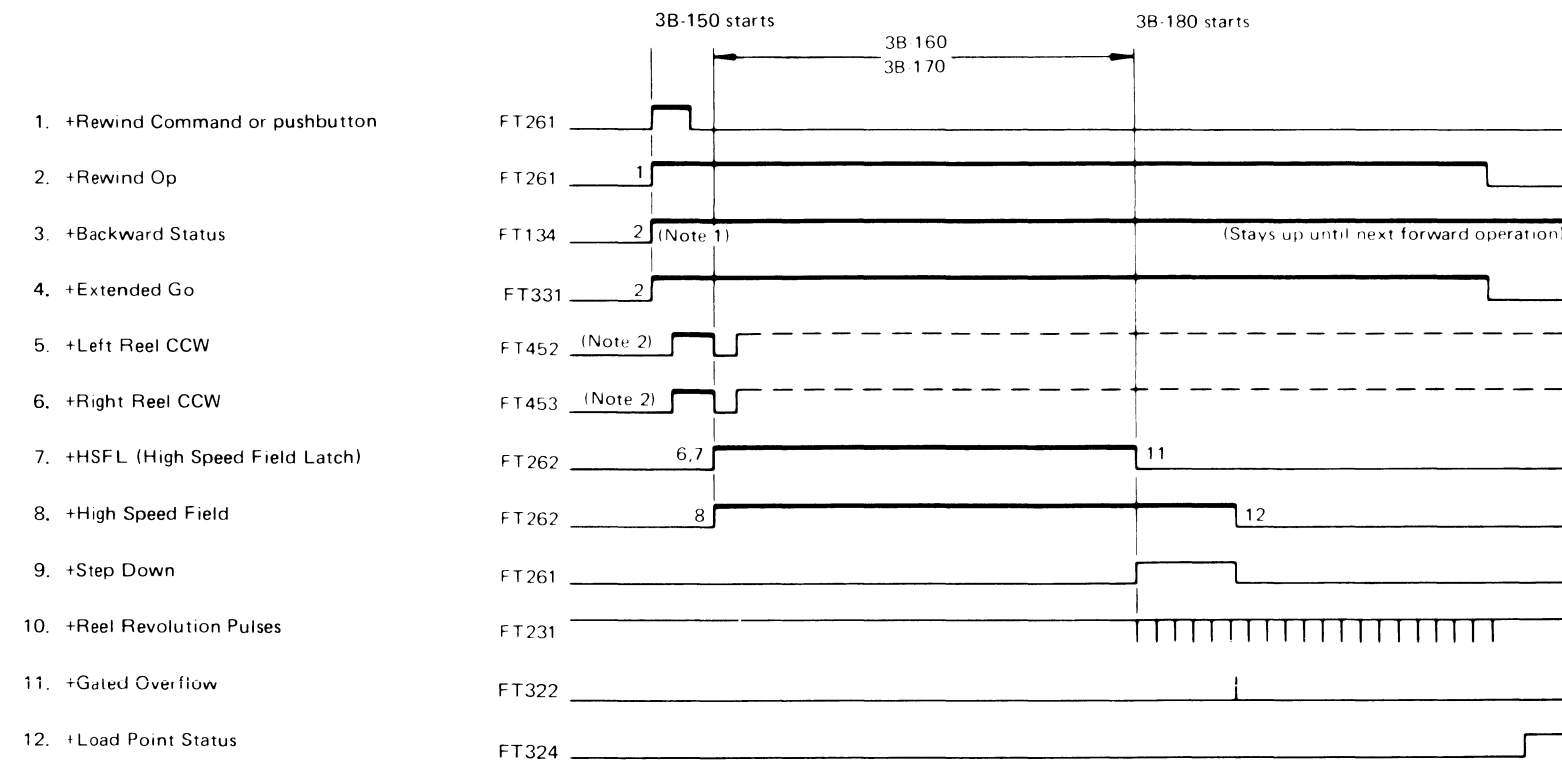 3B-150 starts
3B-180 starts
3B-160
3B-170
1. +Rewind Command or pushbutton FT261
2. +Rewind Op FT261 1
3. +Backward Status FT134 2 (Note 1) (Stays up until next forward operation)
4. +Extended Go FT331 2
5. +Left Reel CCW FT452 (Note 2)
6. +Right Reel CCW FT453 (Note 2)
7. +HSFL (High Speed Field Latch) FT262 6,7 11
8. +High Speed Field FT262 8 12
9. +Step Down FT261
10. +Reel Revolution Pulses FT231
11. +Gated Overflow FT322
12. +Load Point Status FT324